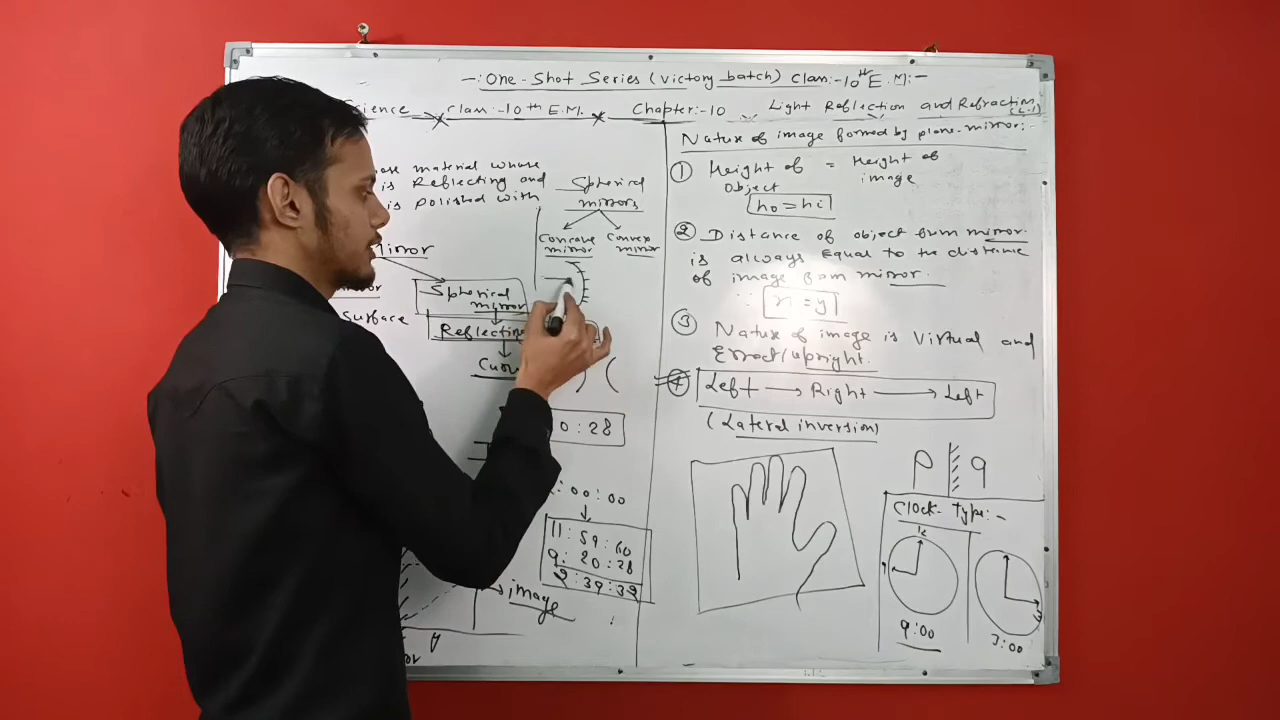 -: One-Shot Series (Victory batch) Class:-10th E.M:-
Science Class:-10th E.M. Chapter:-10 Light Reflection and Refraction (L-1)
material whose
is Reflecting and
is polished with
Mirror
Spherical mirror
Surface
Reflecting
Spherical mirrors
Concave mirror
Convex mirror
) (
0:28
:00:00
11:59:60
9:20:28
2:39:32
image
y
Nature of image formed by plane-mirror:-
① Height of object = Height of image
ho = hi
② Distance of object from mirror.
is always Equal to the distance
of image from mirror.
x = y
③ Nature of image is Virtual and
Erect/upright.
④ Left → Right → Left
(Lateral inversion)
P q
Clock-Type:-
12
9
9:00
3
3:00